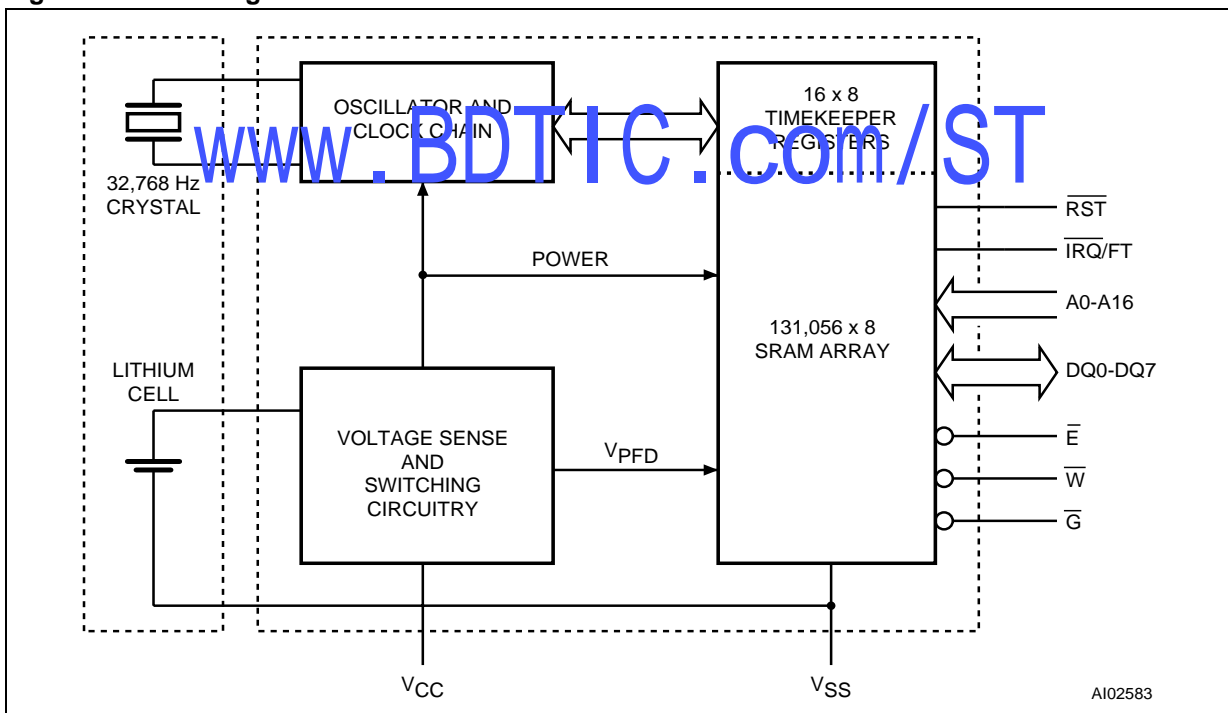 OSCILLATOR AND
CLOCK CHAIN
16 x 8
TIMEKEEPER
REGISTERS
www.BDTIC.com/ST
32,768 Hz
CRYSTAL
RST
IRQ/FT
POWER
A0-A16
131,056 x 8
SRAM ARRAY
LITHIUM
CELL
DQ0-DQ7
VOLTAGE SENSE
AND
SWITCHING
CIRCUITRY
VPFD
E
W
G
VCC
VSS
AI02583